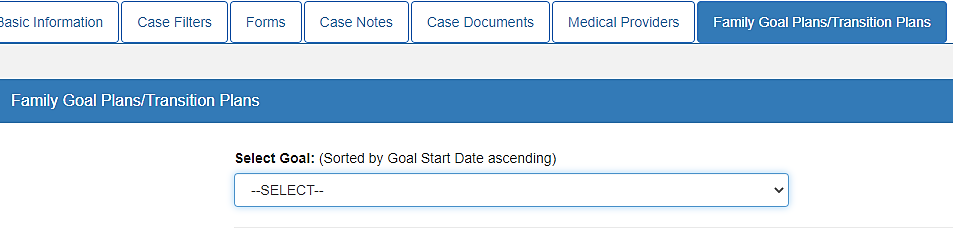 Basic Information Case Filters Forms Case Notes Case Documents Medical Providers Family Goal Plans/Transition Plans
Family Goal Plans/Transition Plans
Select Goal: (Sorted by Goal Start Date ascending)
--SELECT--